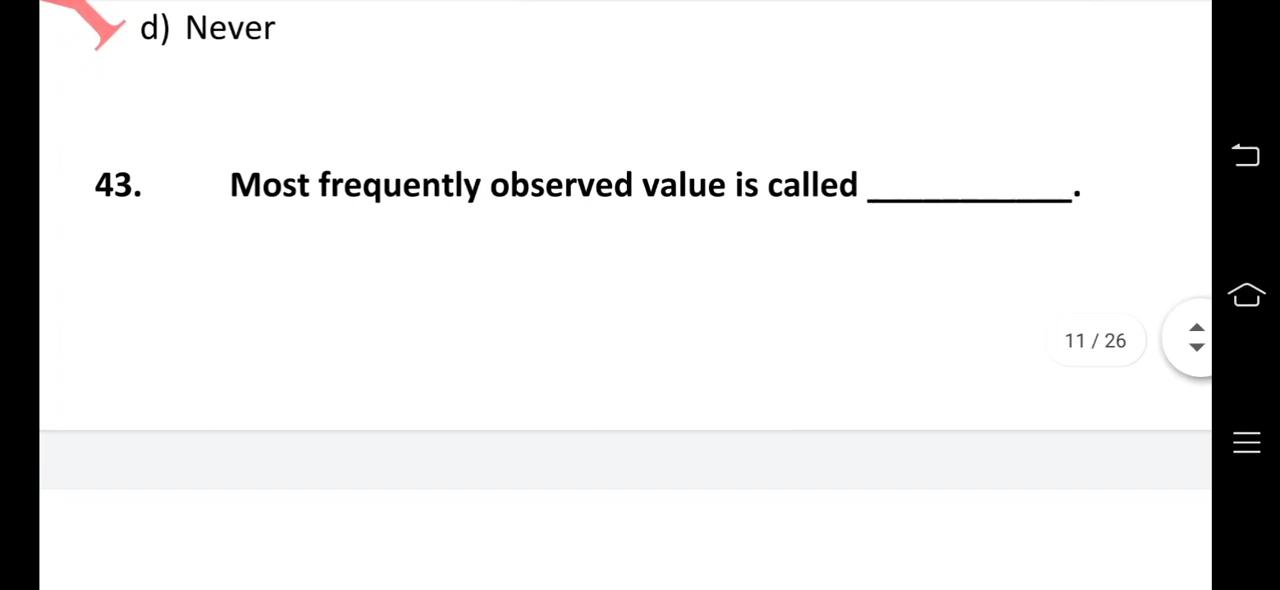 d) Never
43. Most frequently observed value is called ___________.
11 / 26